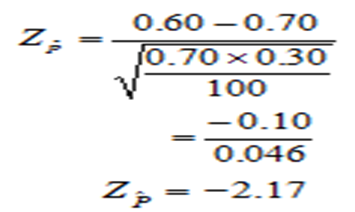 Z_p̂ = (0.60 − 0.70) / √((0.70 × 0.30) / 100)
= −0.10 / 0.046
Z_p̂ = −2.17